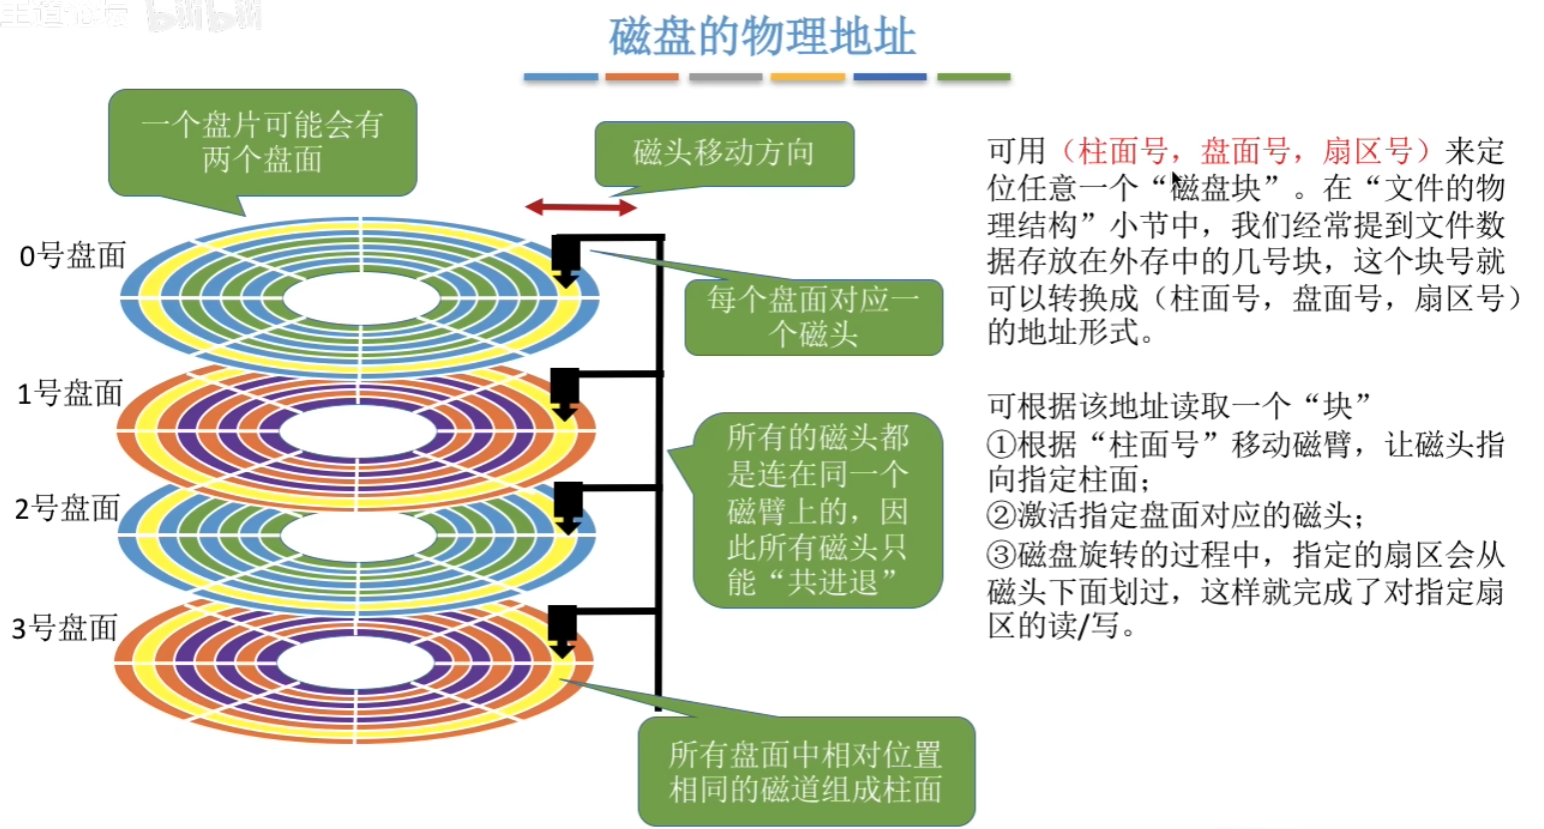 王道论坛 bilibili
磁盘的物理地址
一个盘片可能会有
两个盘面
磁头移动方向
0号盘面
1号盘面
2号盘面
3号盘面
每个盘面对应一
个磁头
所有的磁头都
是连在同一个
磁臂上的，因
此所有磁头只
能“共进退”
所有盘面中相对位置
相同的磁道组成柱面
可用（柱面号，盘面号，扇区号）来定
位任意一个“磁盘块”。在“文件的物
理结构”小节中，我们经常提到文件数
据存放在外存中的几号块，这个块号就
可以转换成（柱面号，盘面号，扇区号）
的地址形式。
可根据该地址读取一个“块”
①根据“柱面号”移动磁臂，让磁头指
向指定柱面；
②激活指定盘面对应的磁头；
③磁盘旋转的过程中，指定的扇区会从
磁头下面划过，这样就完成了对指定扇
区的读/写。